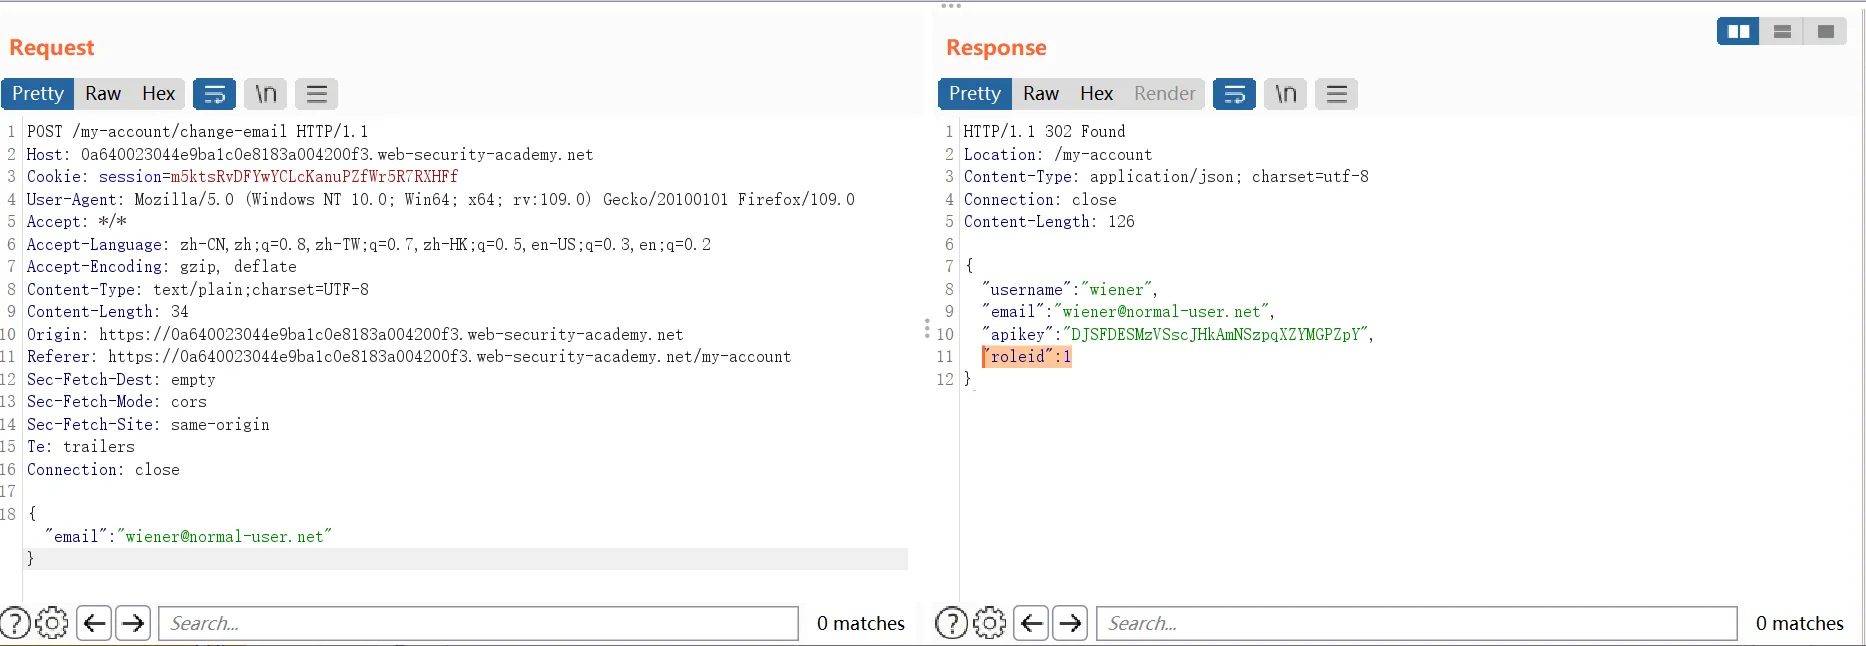 Request
Pretty Raw Hex \n
1 POST /my-account/change-email HTTP/1.1
2 Host: 0a640023044e9ba1c0e8183a004200f3.web-security-academy.net
3 Cookie: session=m5ktsRvDFYwYCLcKanuPZfWr5R7RXHFf
4 User-Agent: Mozilla/5.0 (Windows NT 10.0; Win64; x64; rv:109.0) Gecko/20100101 Firefox/109.0
5 Accept: */*
6 Accept-Language: zh-CN,zh;q=0.8,zh-TW;q=0.7,zh-HK;q=0.5,en-US;q=0.3,en;q=0.2
7 Accept-Encoding: gzip, deflate
8 Content-Type: text/plain;charset=UTF-8
9 Content-Length: 34
10 Origin: https://0a640023044e9ba1c0e8183a004200f3.web-security-academy.net
11 Referer: https://0a640023044e9ba1c0e8183a004200f3.web-security-academy.net/my-account
12 Sec-Fetch-Dest: empty
13 Sec-Fetch-Mode: cors
14 Sec-Fetch-Site: same-origin
15 Te: trailers
16 Connection: close
17
18 {
"email":"wiener@normal-user.net"
}
? Search... 0 matches
Response
Pretty Raw Hex Render \n
1 HTTP/1.1 302 Found
2 Location: /my-account
3 Content-Type: application/json; charset=utf-8
4 Connection: close
5 Content-Length: 126
6
7 {
8 "username":"wiener",
9 "email":"wiener@normal-user.net",
10 "apikey":"DJSFDESMzVSscJHkAmNSzpqXZYMGPZpY",
11 "roleid":1
12 }
? Search... 0 matches